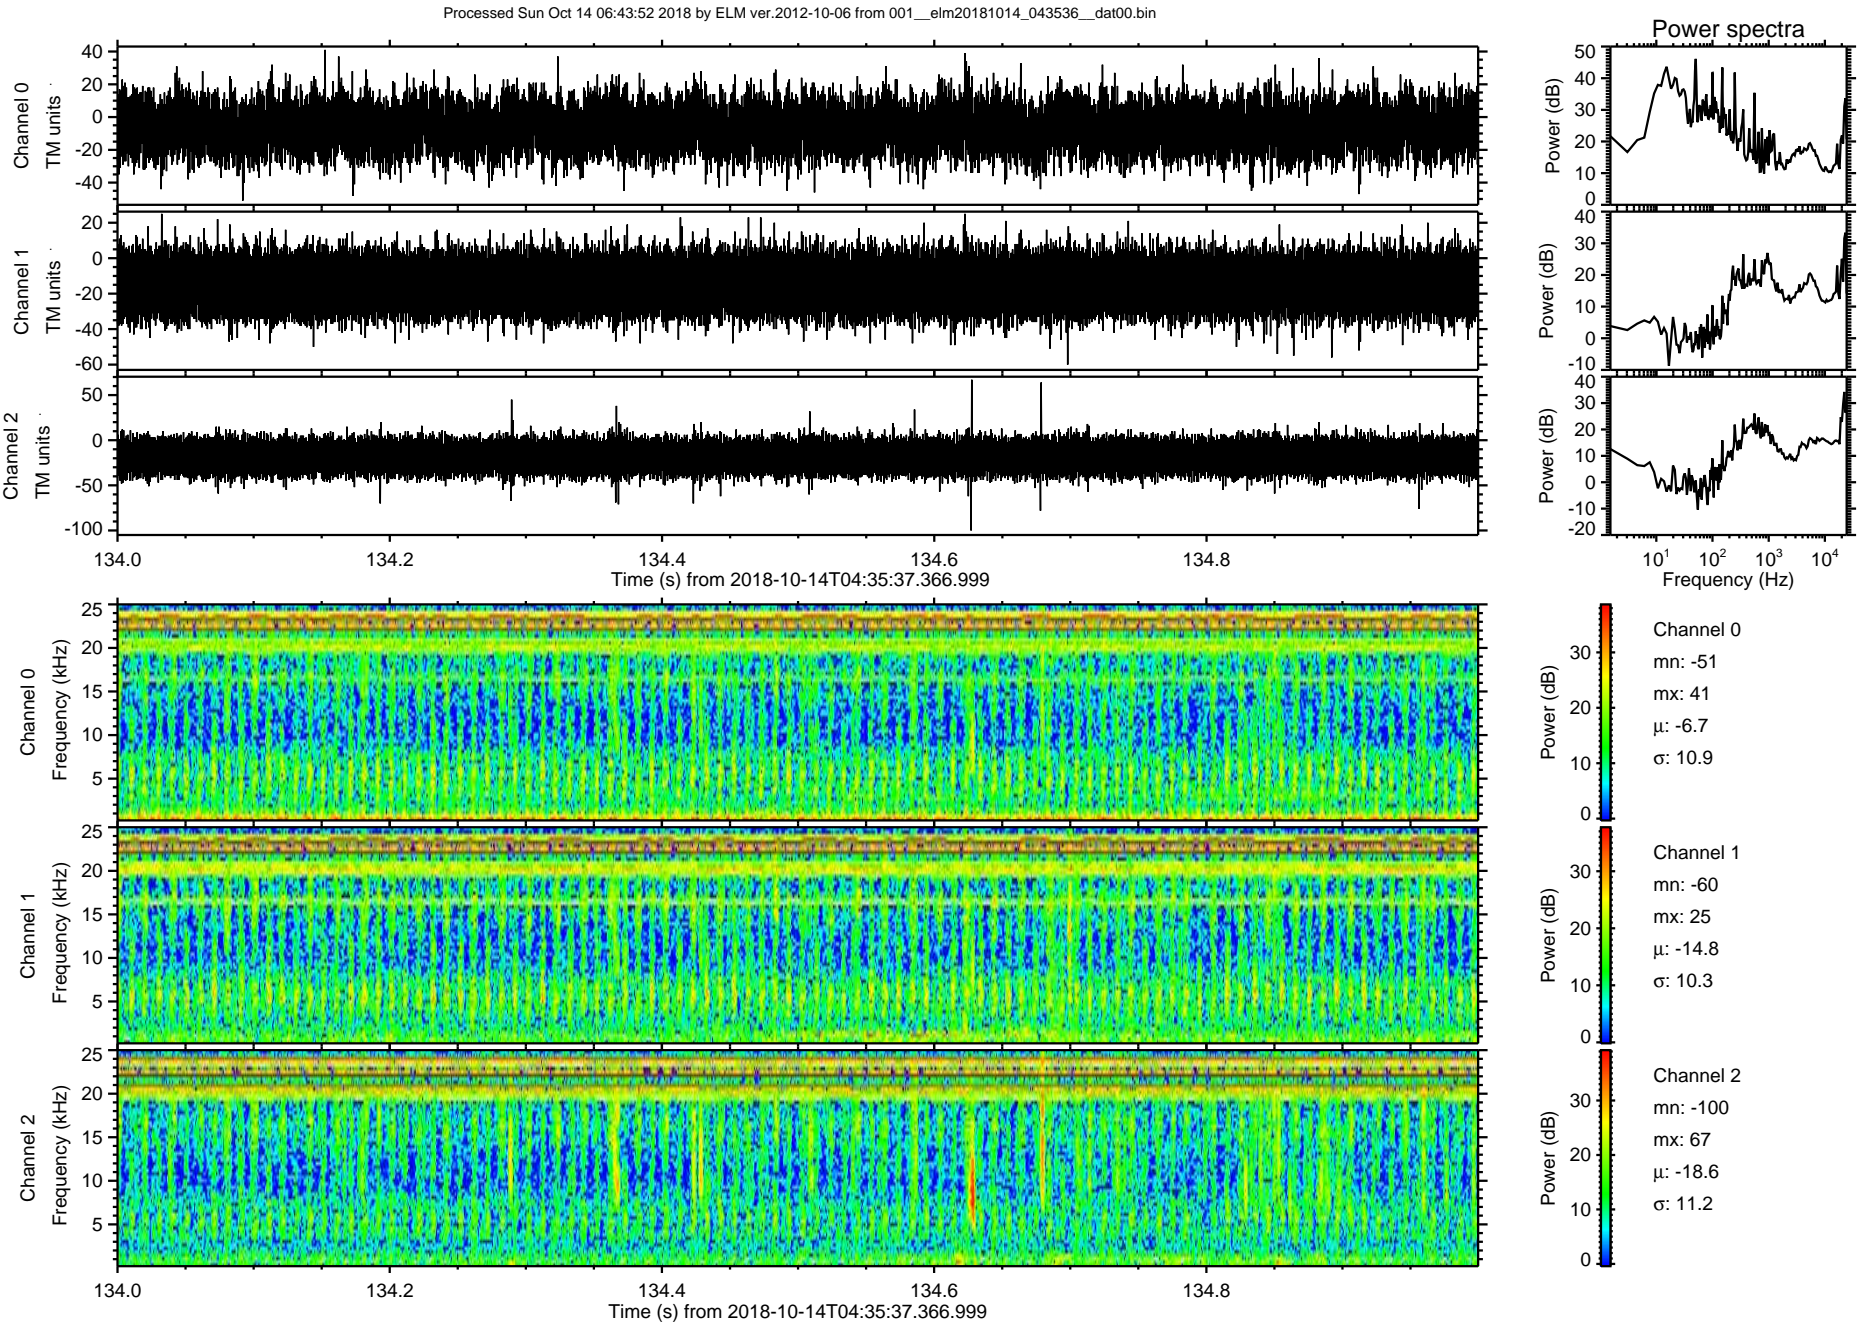 Processed Sun Oct 14 06:43:52 2018 by ELM ver.2012-10-06 from 001__elm20181014_043536__dat00.bin
Power spectra
Channel 0
TM units
40
20
0
-20
-40
Power (dB)
50
40
30
20
10
0
Channel 1
TM units
20
0
-20
-40
-60
Power (dB)
40
30
20
10
0
-10
Channel 2
TM units
50
0
-50
-100
Power (dB)
40
30
20
10
0
-10
-20
134.0 134.2 134.4 134.6 134.8
Time (s) from 2018-10-14T04:35:37.366.999
10^1 10^2 10^3 10^4
Frequency (Hz)
Channel 0
Frequency (kHz)
25
20
15
10
5
Power (dB)
30
20
10
0
Channel 0
mn: -51
mx: 41
μ: -6.7
σ: 10.9
Channel 1
Frequency (kHz)
25
20
15
10
5
Power (dB)
30
20
10
0
Channel 1
mn: -60
mx: 25
μ: -14.8
σ: 10.3
Channel 2
Frequency (kHz)
25
20
15
10
5
Power (dB)
30
20
10
0
Channel 2
mn: -100
mx: 67
μ: -18.6
σ: 11.2
134.0 134.2 134.4 134.6 134.8
Time (s) from 2018-10-14T04:35:37.366.999